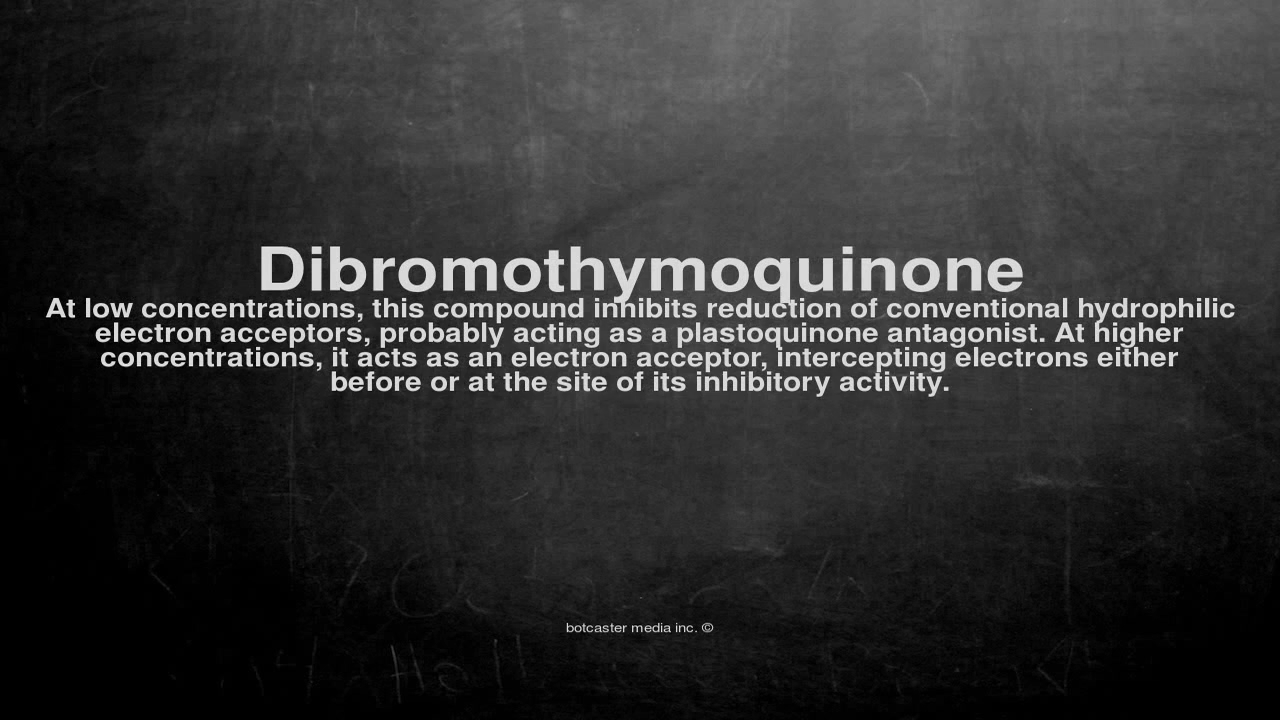 Dibromothymoquinone
At low concentrations, this compound inhibits reduction of conventional hydrophilic
electron acceptors, probably acting as a plastoquinone antagonist. At higher
concentrations, it acts as an electron acceptor, intercepting electrons either
before or at the site of its inhibitory activity.
botcaster media inc. ©